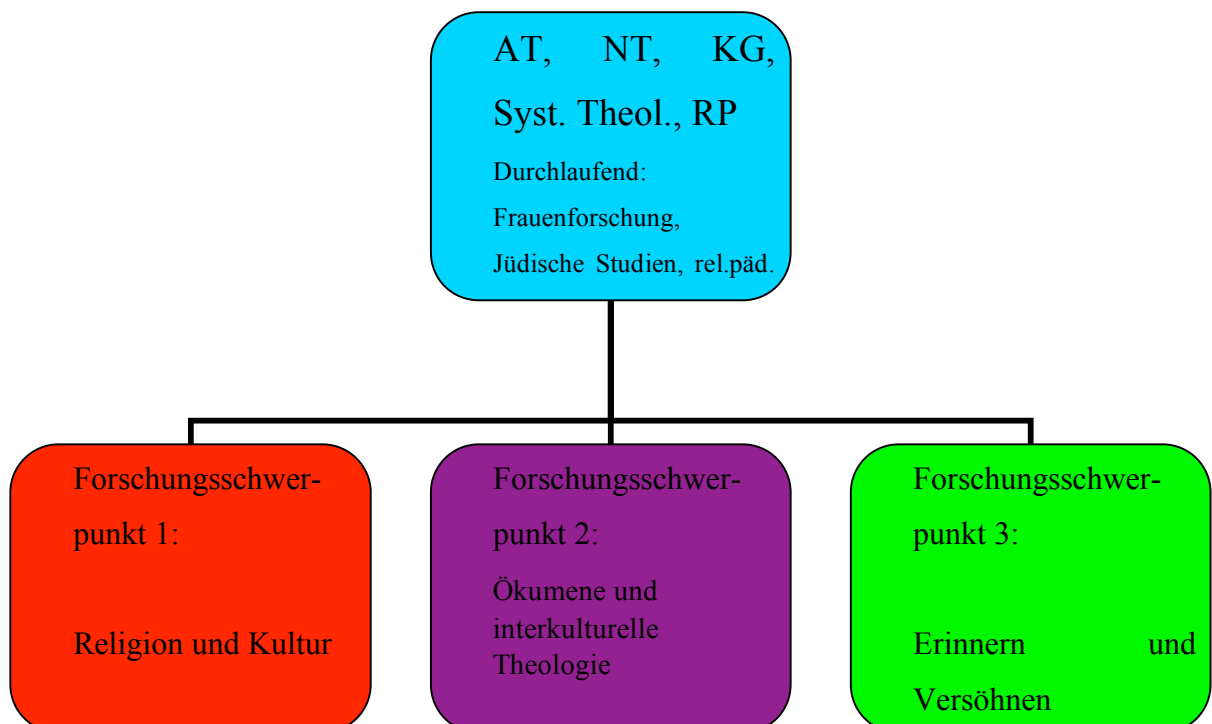 AT, NT, KG,
Syst. Theol., RP
Durchlaufend:
Frauenforschung,
Jüdische Studien, rel.päd.
Forschungsschwer-
punkt 1:
Religion und Kultur
Forschungsschwer-
punkt 2:
Ökumene und
interkulturelle
Theologie
Forschungsschwer-
punkt 3:
Erinnern und
Versöhnen